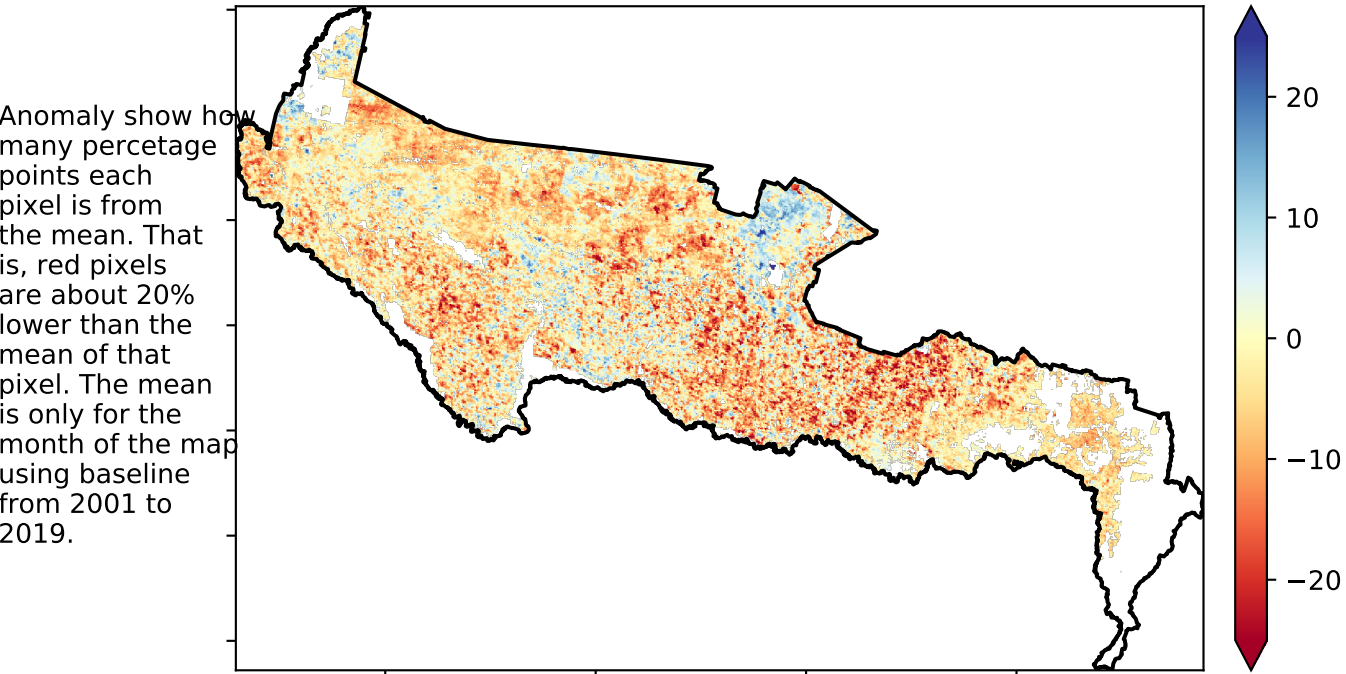 Anomaly show how
many percetage
points each
pixel is from
the mean. That
is, red pixels
are about 20%
lower than the
mean of that
pixel. The mean
is only for the
month of the map
using baseline
from 2001 to
2019.
20
10
0
−10
−20